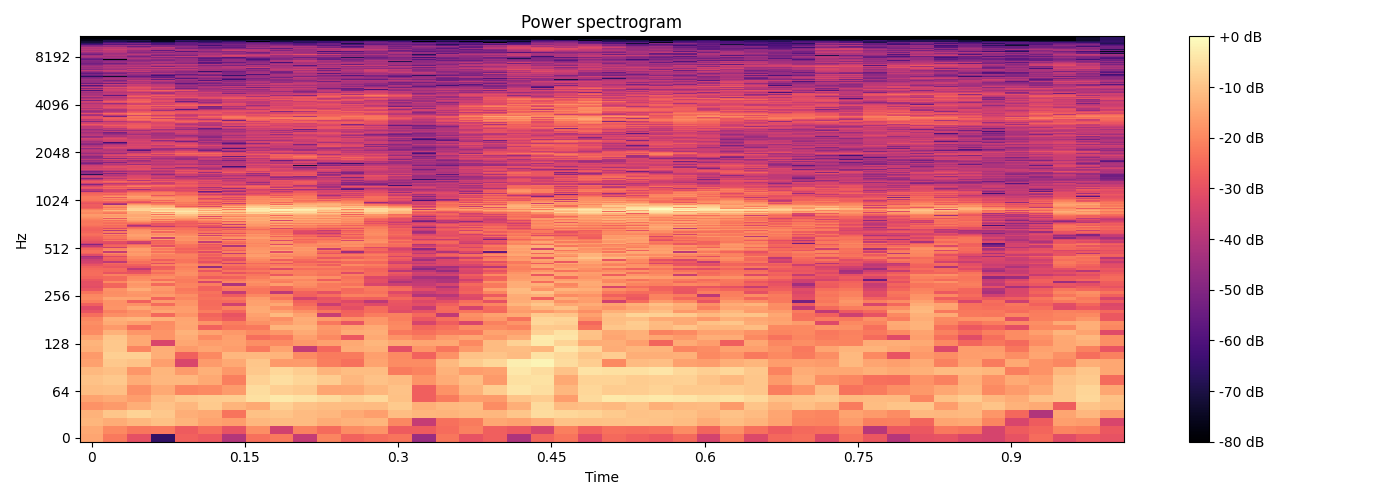 Power spectrogram
Hz
8192
4096
2048
1024
512
256
128
64
0
0 0.15 0.3 0.45 0.6 0.75 0.9
Time
+0 dB
-10 dB
-20 dB
-30 dB
-40 dB
-50 dB
-60 dB
-70 dB
-80 dB